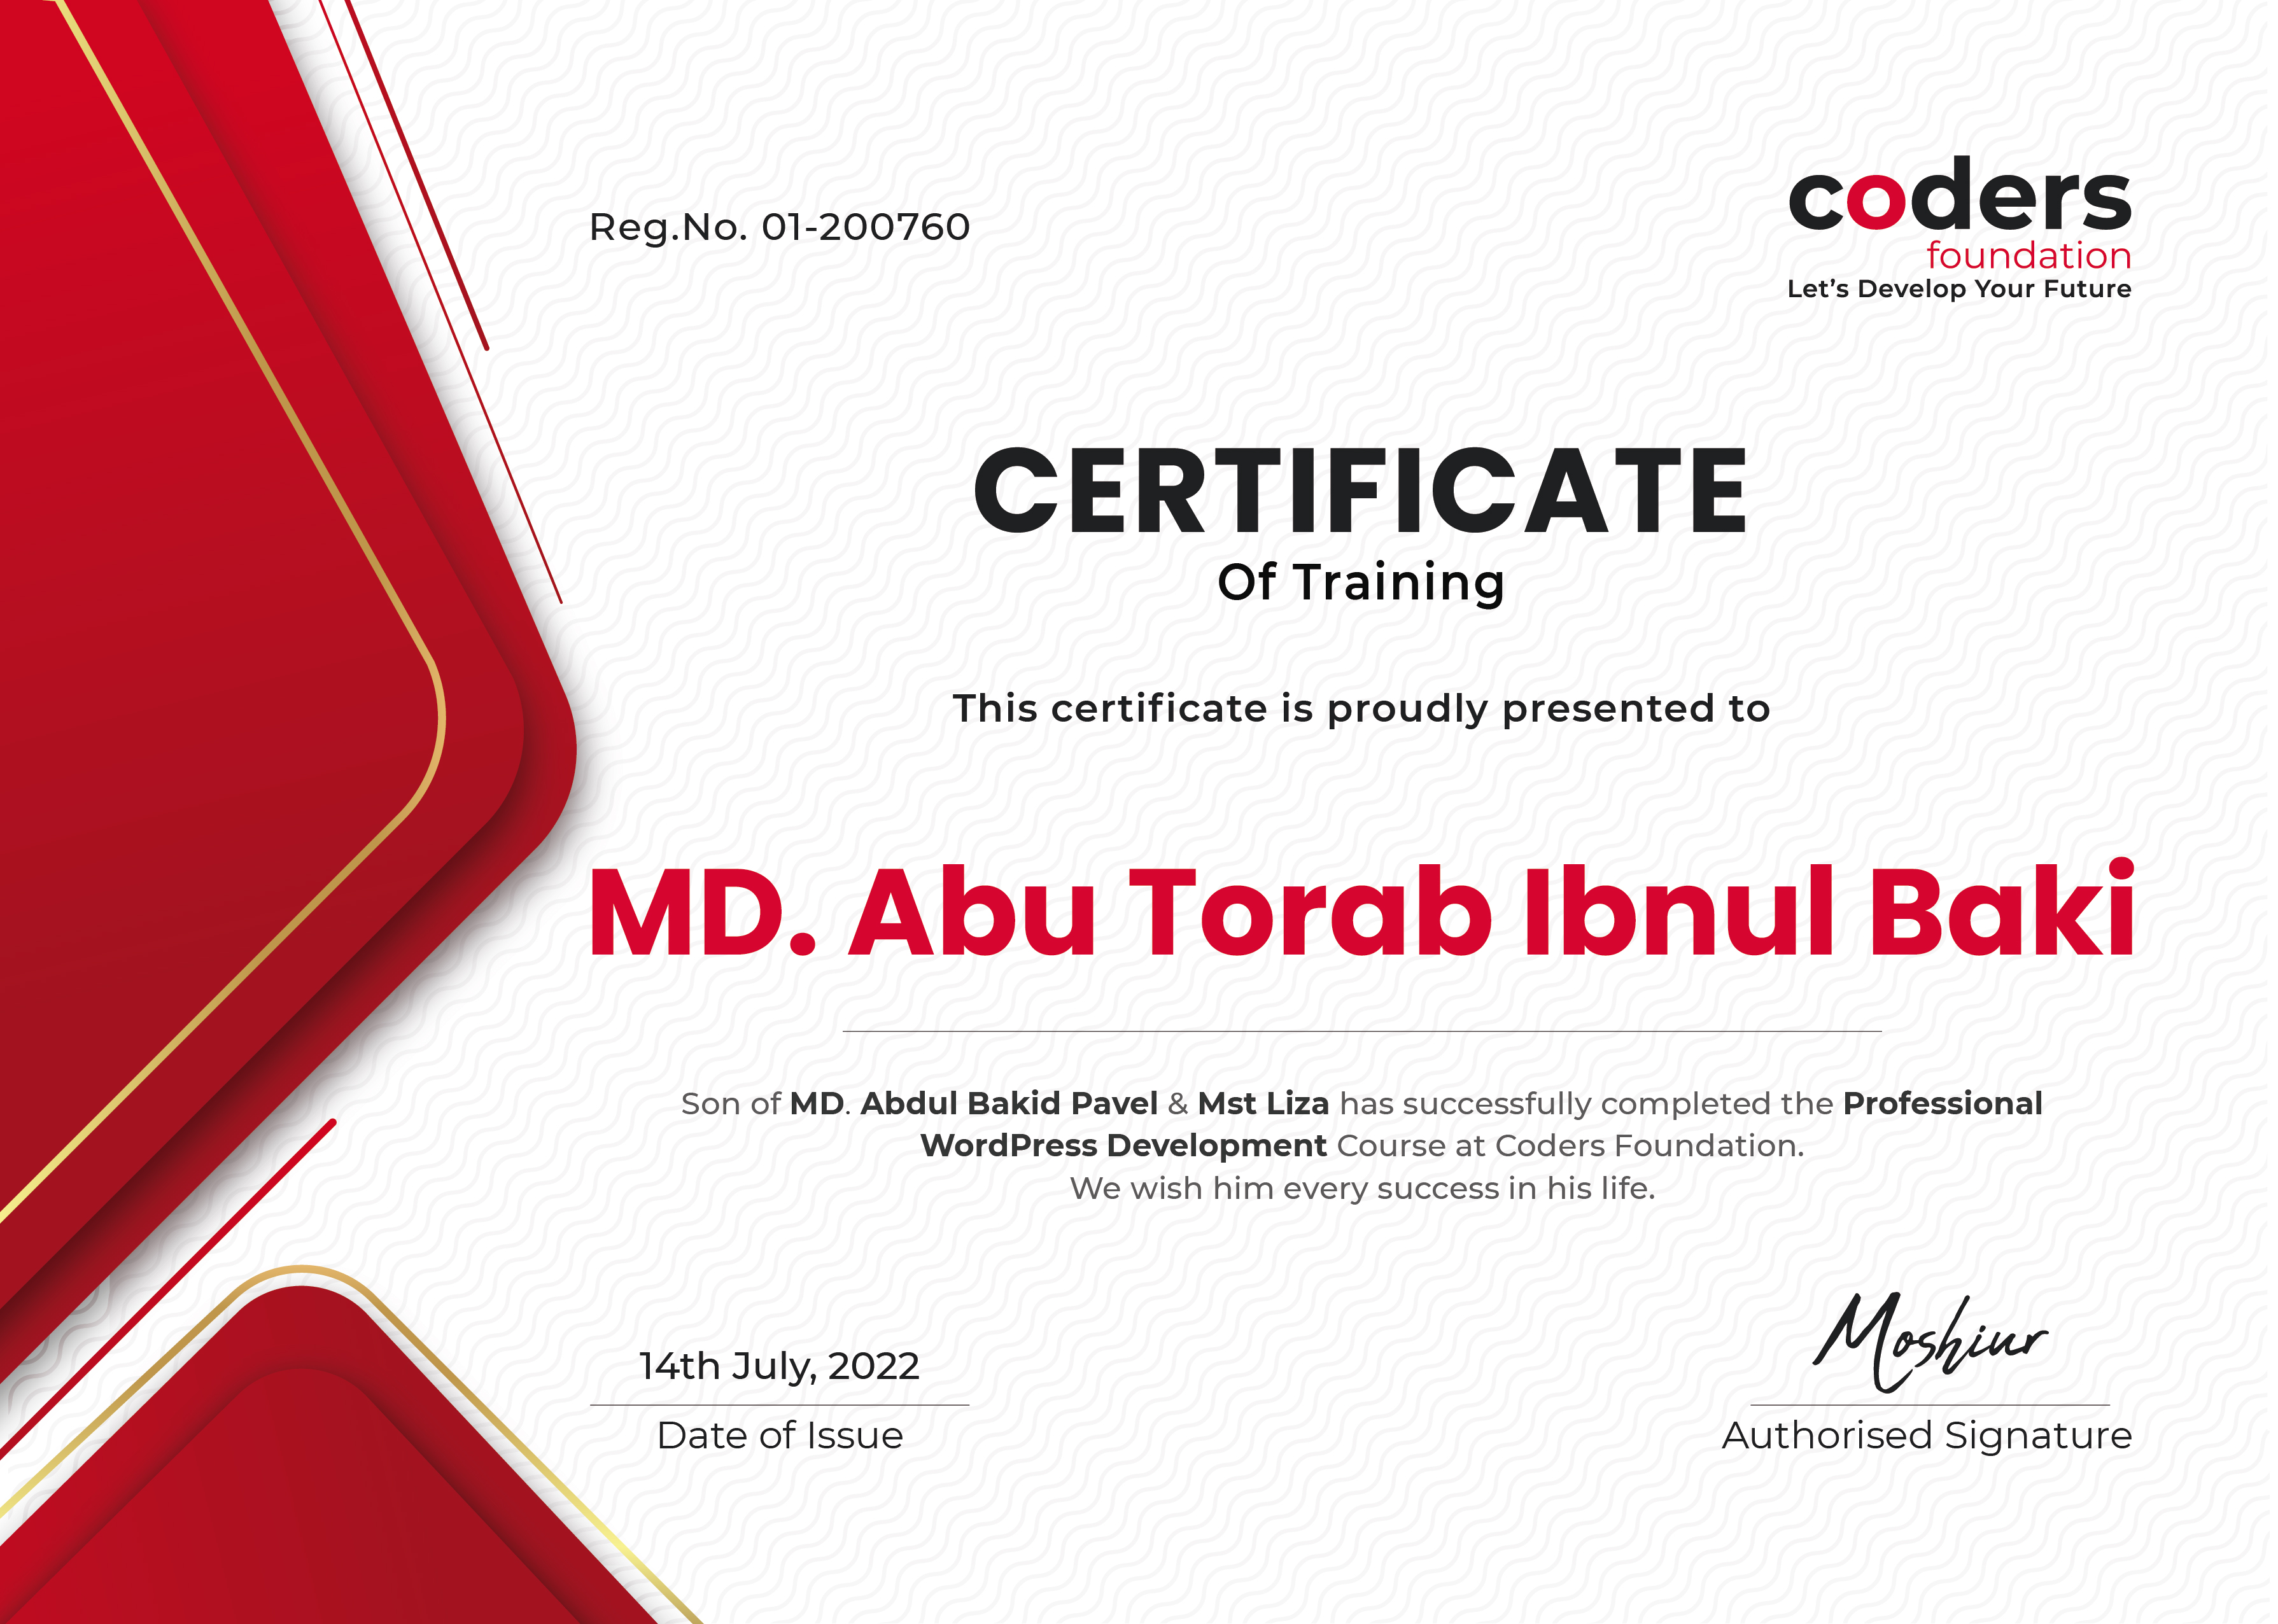 Reg.No. 01-200760
coders
foundation
Let's Develop Your Future
CERTIFICATE
Of Training
This certificate is proudly presented to
MD. Abu Torab Ibnul Baki
Son of MD. Abdul Bakid Pavel & Mst Liza has successfully completed the Professional
WordPress Development Course at Coders Foundation.
We wish him every success in his life.
Moshiur
14th July, 2022
Date of Issue
Authorised Signature